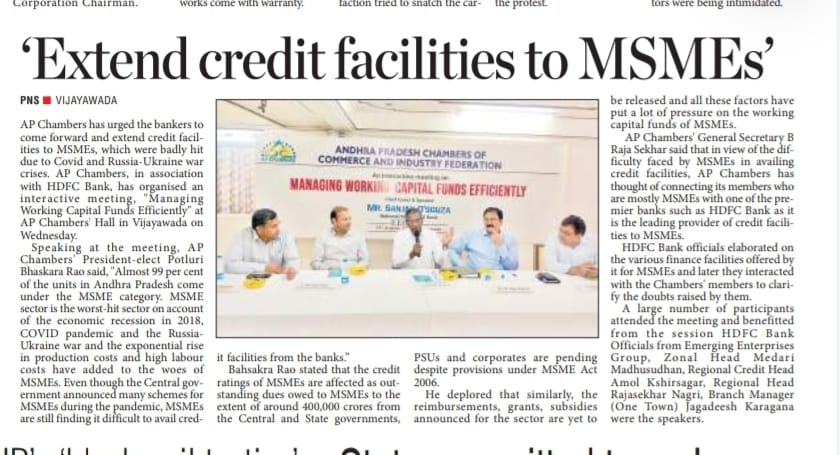 Corporation Chairman.
works come with warranty.
faction tried to snatch the car-
the protest.
tors were being intimidated.
‘Extend credit facilities to MSMEs’
PNS ■ VIJAYAWADA
AP Chambers has urged the bankers to
come forward and extend credit facil-
ities to MSMEs, which were badly hit
due to Covid and Russia-Ukraine war
crises. AP Chambers, in association
with HDFC Bank, has organised an
interactive meeting, "Managing
Working Capital Funds Efficiently" at
AP Chambers' Hall in Vijayawada on
Wednesday.
Speaking at the meeting, AP
Chambers' President-elect Potluri
Bhaskara Rao said, "Almost 99 per cent
of the units in Andhra Pradesh come
under the MSME category. MSME
sector is the worst-hit sector on account
of the economic recession in 2018,
COVID pandemic and the Russia-
Ukraine war and the exponential rise
in production costs and high labour
costs have added to the woes of
MSMEs. Even though the Central gov-
ernment announced many schemes for
MSMEs during the pandemic, MSMEs
are still finding it difficult to avail cred-
ANDHRA PRADESH CHAMBERS OF
COMMERCE AND INDUSTRY FEDERATION
An interactive meeting on
MANAGING WORKING CAPITAL FUNDS EFFICIENTLY
MR. SANJAY D'SOUZA
it facilities from the banks."
Bahsakra Rao stated that the credit
ratings of MSMEs are affected as out-
standing dues owed to MSMEs to the
extent of around 400,000 crores from
the Central and State governments,
PSUs and corporates are pending
despite provisions under MSME Act
2006.
He deplored that similarly, the
reimbursements, grants, subsidies
announced for the sector are yet to
be released and all these factors have
put a lot of pressure on the working
capital funds of MSMEs.
AP Chambers' General Secretary B
Raja Sekhar said that in view of the dif-
ficulty faced by MSMEs in availing
credit facilities, AP Chambers has
thought of connecting its members who
are mostly MSMEs with one of the pre-
mier banks such as HDFC Bank as it
is the leading provider of credit facili-
ties to MSMEs.
HDFC Bank officials elaborated on
the various finance facilities offered by
it for MSMEs and later they interacted
with the Chambers' members to clari-
fy the doubts raised by them.
A large number of participants
attended the meeting and benefitted
from the session HDFC Bank
Officials from Emerging Enterprises
Group, Zonal Head Medari
Madhusudhan, Regional Credit Head
Amol Kshirsagar, Regional Head
Rajasekhar Nagri, Branch Manager
(One Town) Jagadeesh Karagana
were the speakers.